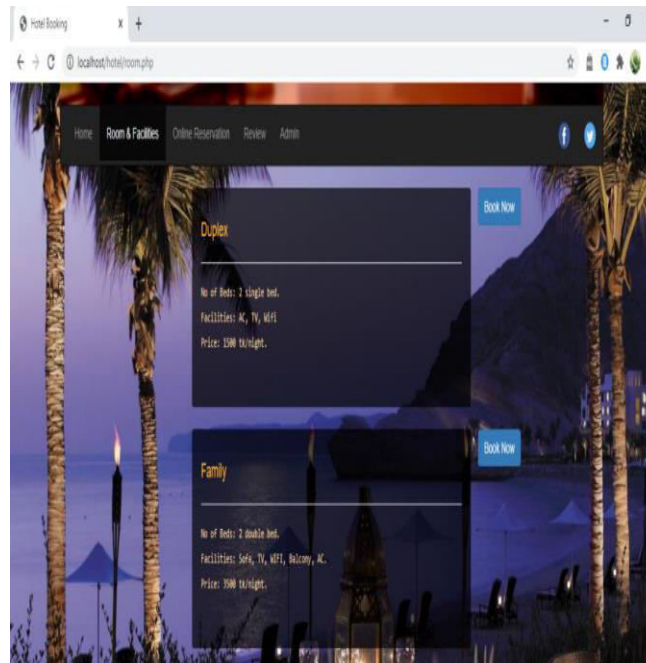 Hotel Booking
localhost/hotel/room.php
Home Room & Facilities Online Reservation Review Admin
Duplex
Book Now
No of Beds: 2 single bed.
Facilities: AC, TV, Wifi
Price: 1500 tk/night.
Family
Book Now
No of Beds: 2 double bed.
Facilities: Sofa, TV, WIFI, Balcony, AC.
Price: 3500 tk/night.